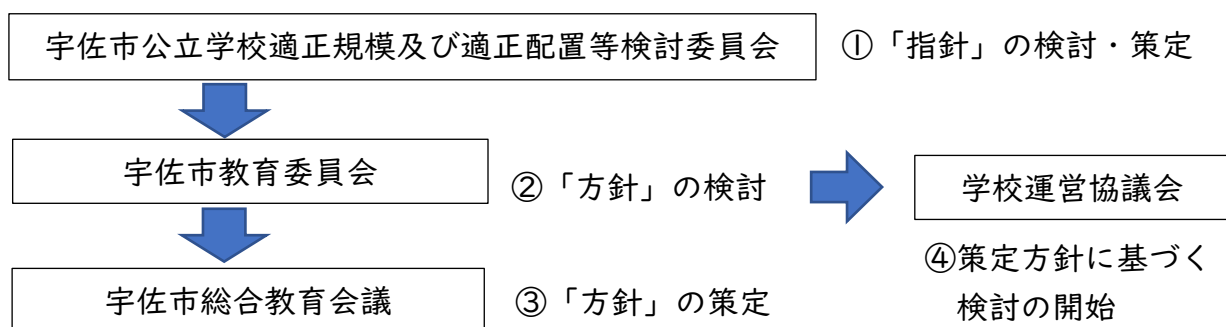 宇佐市公立学校適正規模及び適正配置等検討委員会
①「指針」の検討・策定
宇佐市教育委員会
②「方針」の検討
学校運営協議会
④策定方針に基づく
検討の開始
宇佐市総合教育会議
③「方針」の策定